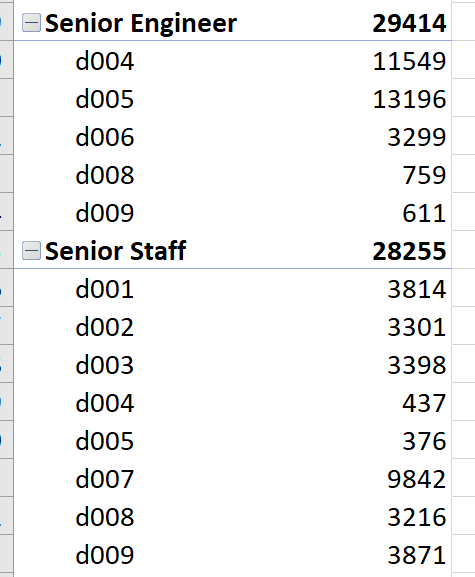 Senior Engineer 29414
d004 11549
d005 13196
d006 3299
d008 759
d009 611
Senior Staff 28255
d001 3814
d002 3301
d003 3398
d004 437
d005 376
d007 9842
d008 3216
d009 3871